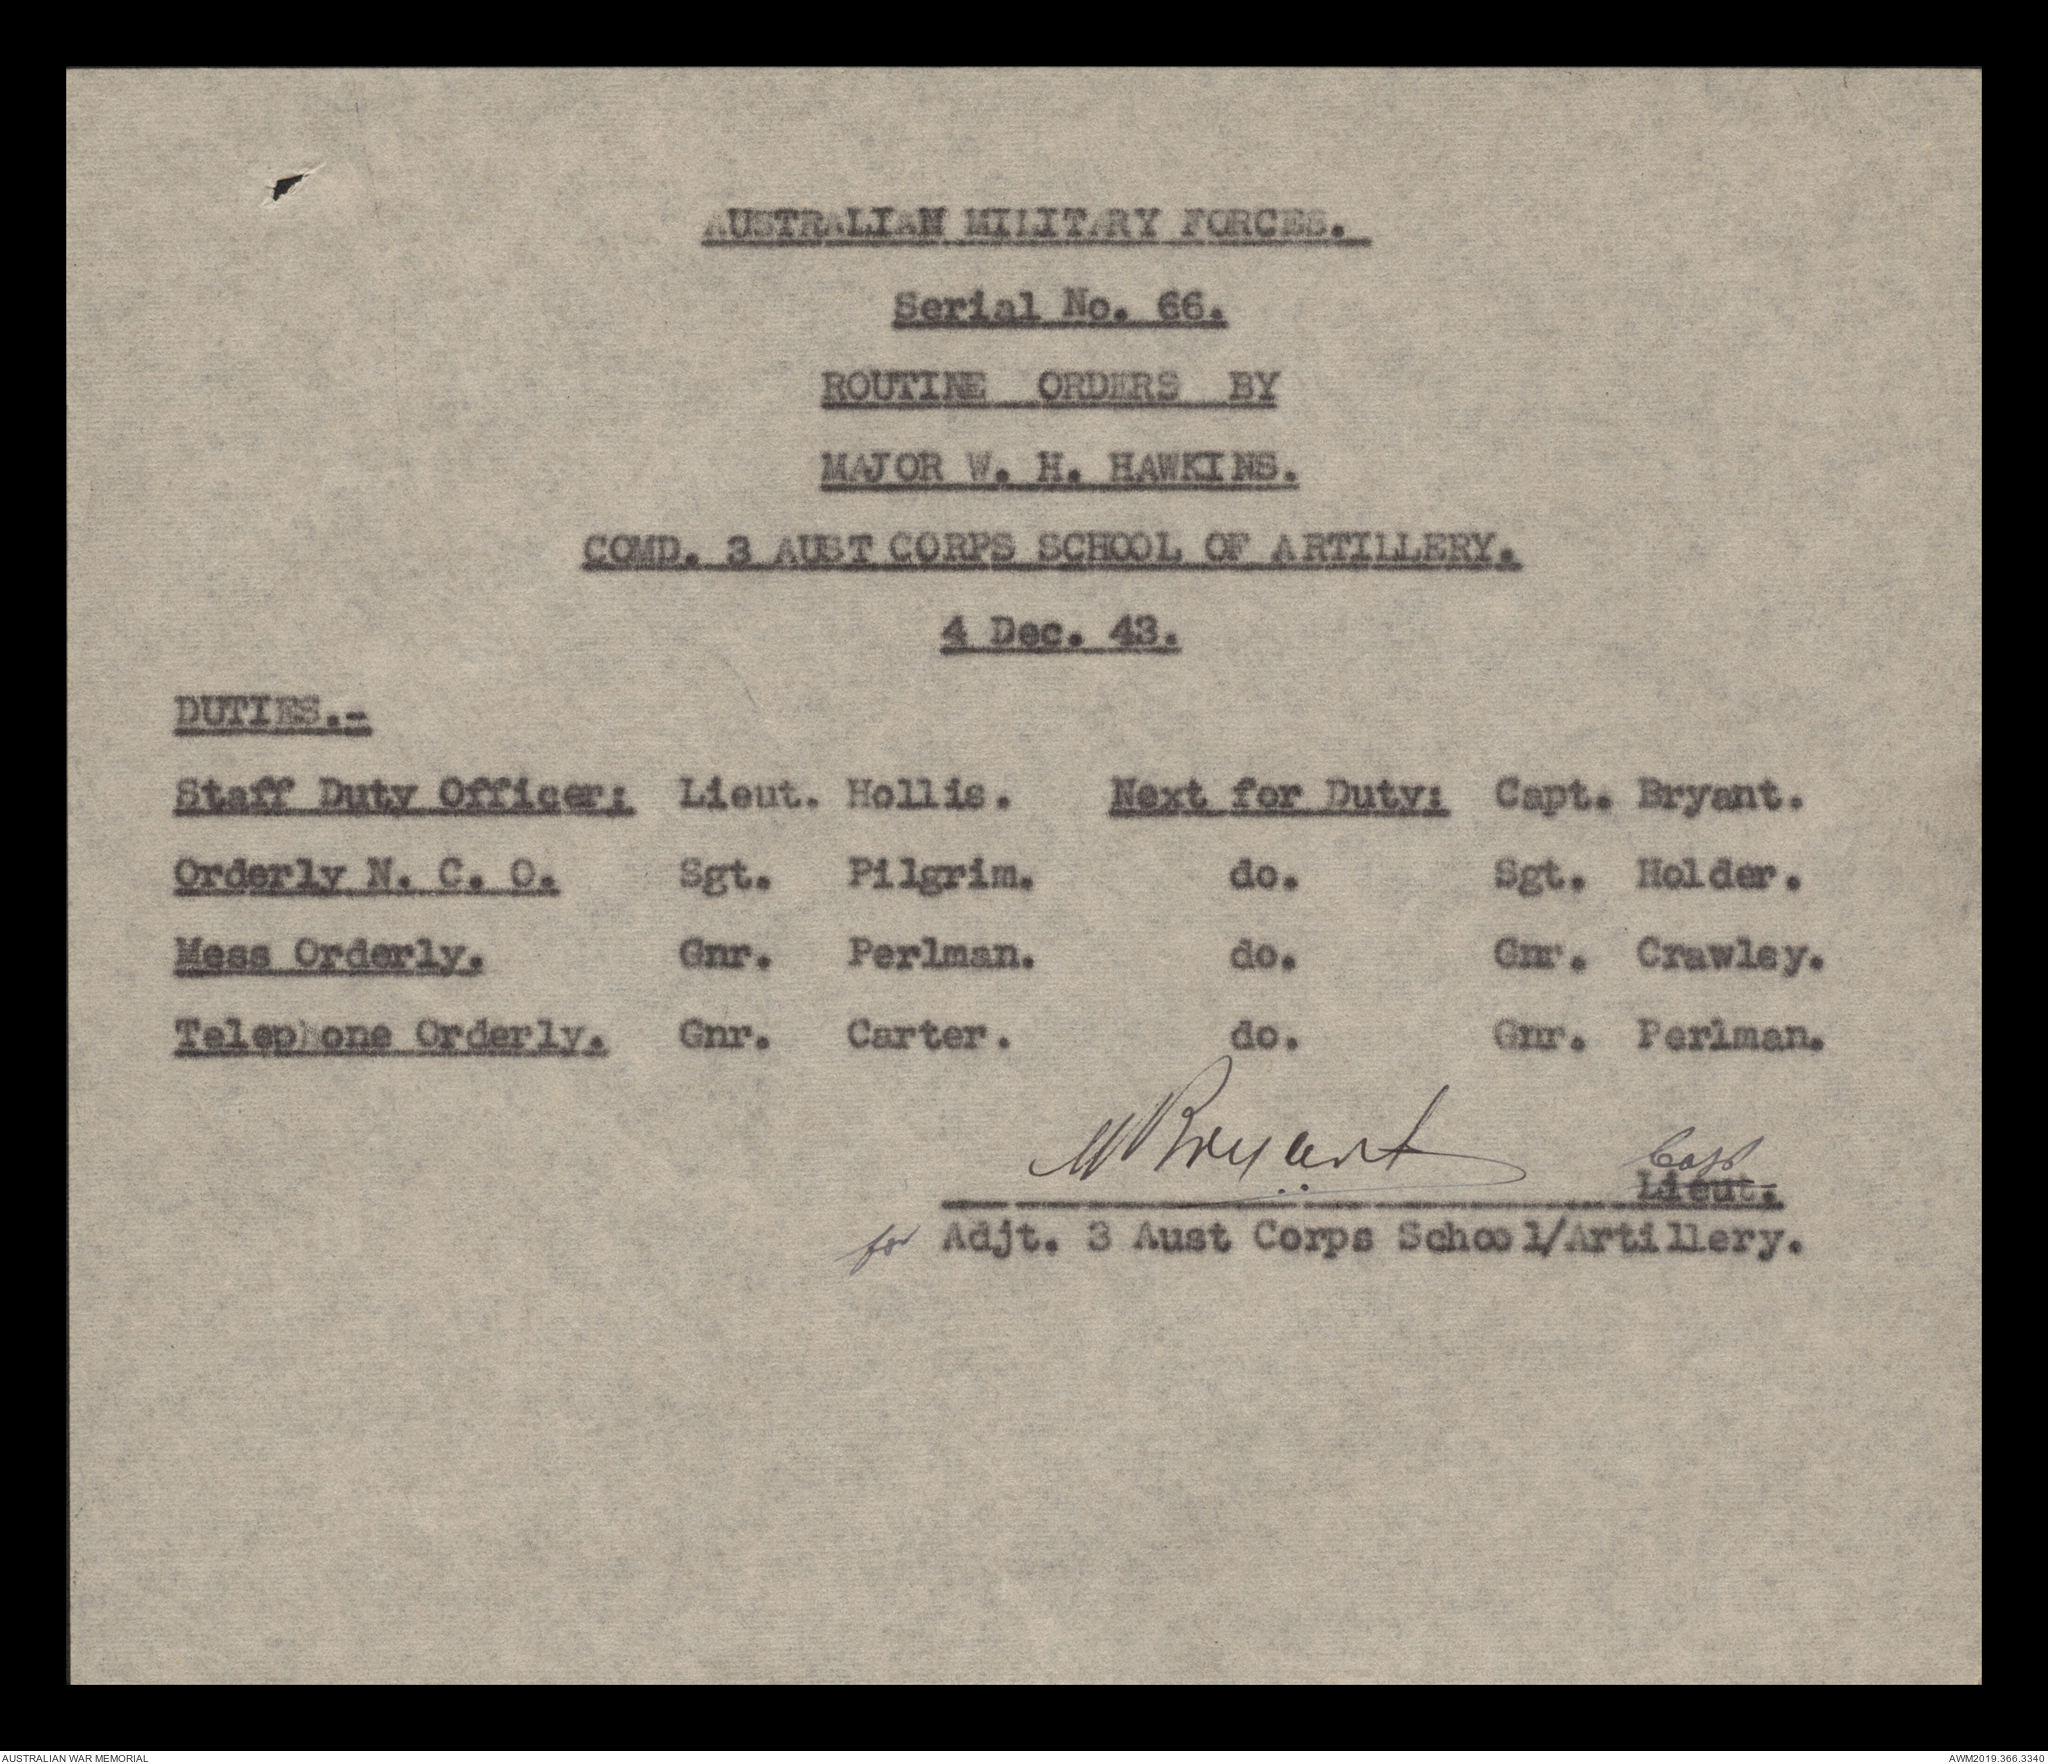 AUSTRALIAN MILITARY FORCES.
Serial No. 66.
ROUTINE ORDERS BY
MAJOR W. H. HAWKINS.
COMD. 3 AUST CORPS SCHOOL OF ARTILLERY.
4 Dec. 43.
DUTIES.-
Staff Duty Officer: Lieut. Hollis. Next for Duty: Capt. Bryant.
Orderly N. C. O. Sgt. Pilgrim. do. Sgt. Holder.
Mess Orderly. Gnr. Perlman. do. Gnr. Crawley.
Telephone Orderly. Gnr. Carter. do. Gnr. Perlman.
Bryant Capt
Lieut.
for Adjt. 3 Aust Corps School/Artillery.
AUSTRALIAN WAR MEMORIAL AWM2019.366.3340